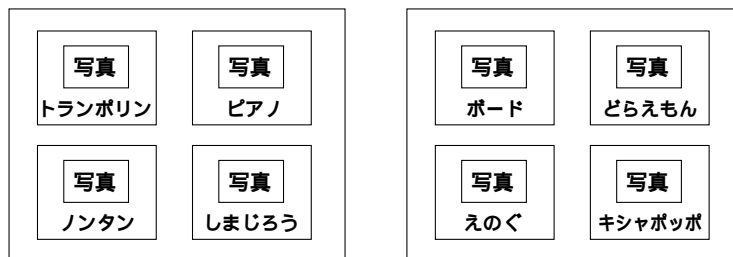 写真
トランポリン
写真
ピアノ
写真
ノンタン
写真
しまじろう
写真
ボード
写真
どらえもん
写真
えのぐ
写真
キシャポッポ